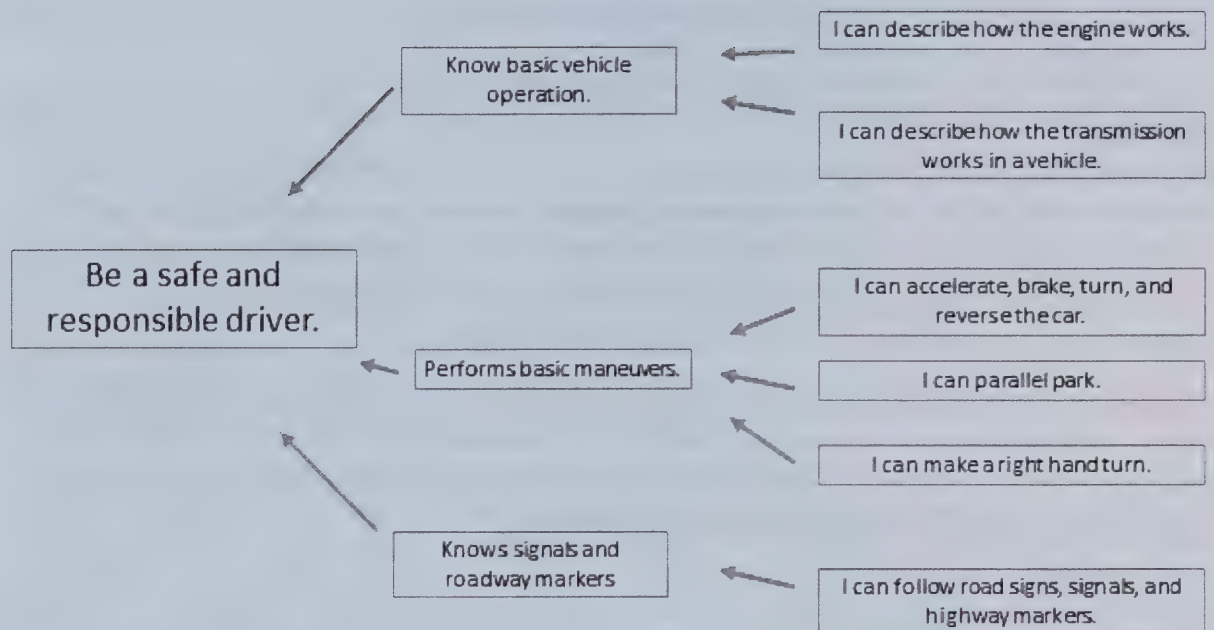 I can describe how the engine works.
Know basic vehicle
operation.
I can describe how the transmission
works in a vehicle.
Be a safe and
responsible driver.
I can accelerate, brake, turn, and
reverse the car.
Performs basic maneuvers.
I can parallel park.
I can make a right hand turn.
Knows signals and
roadway markers
I can follow road signs, signals, and
highway markers.